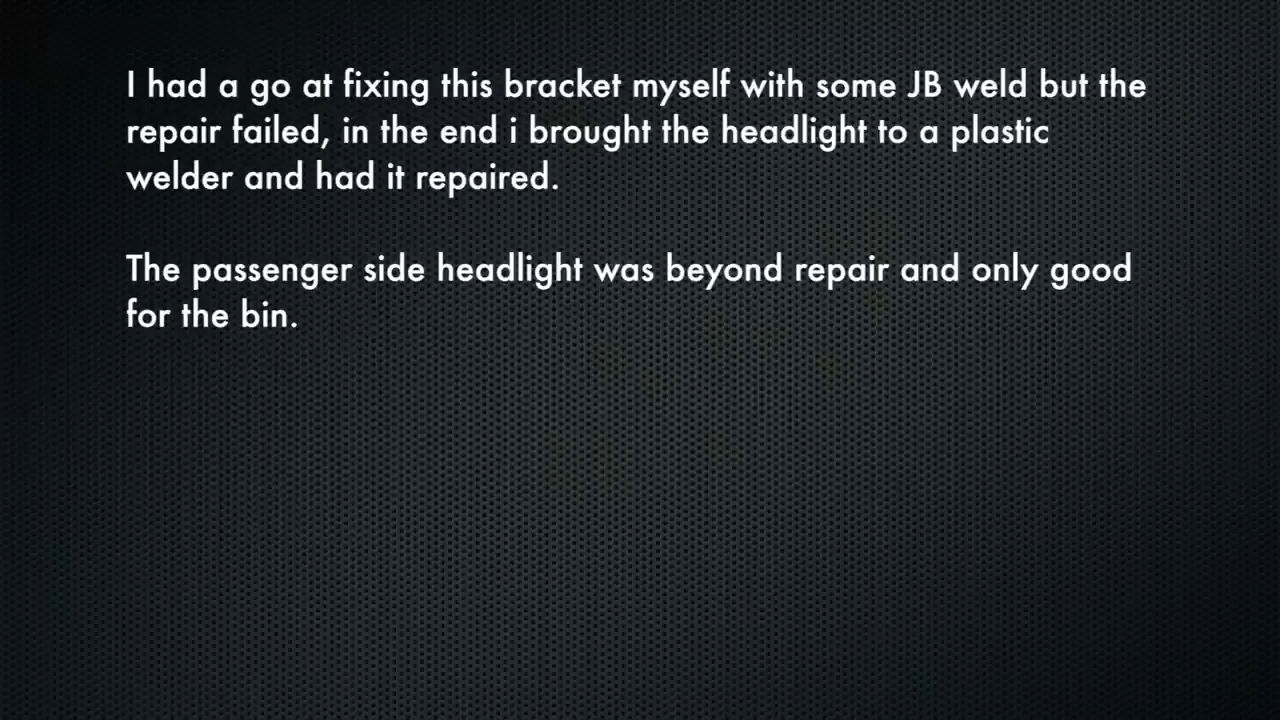 I had a go at fixing this bracket myself with some JB weld but the
repair failed, in the end i brought the headlight to a plastic
welder and had it repaired.
The passenger side headlight was beyond repair and only good
for the bin.